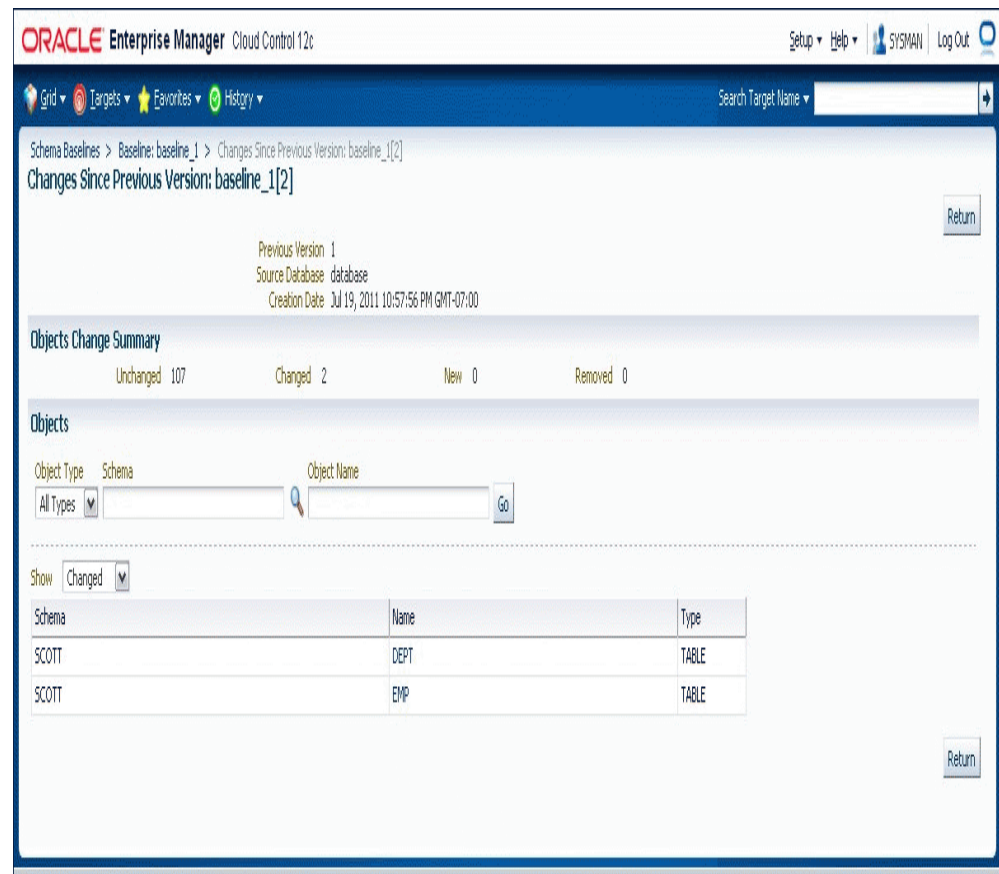 ORACLE Enterprise Manager Cloud Control 12c
Setup Help SYSMAN Log Out
Grid Targets Favorites History Search Target Name
Schema Baselines > Baseline: baseline_1 > Changes Since Previous Version: baseline_1[2]
Changes Since Previous Version: baseline_1[2]
Return
Previous Version 1
Source Database database
Creation Date Jul 19, 2011 10:57:56 PM GMT-07:00
Objects Change Summary
Unchanged 107 Changed 2 New 0 Removed 0
Objects
Object Type Schema Object Name
All Types Go
Show Changed
Schema Name Type
SCOTT DEPT TABLE
SCOTT EMP TABLE
Return